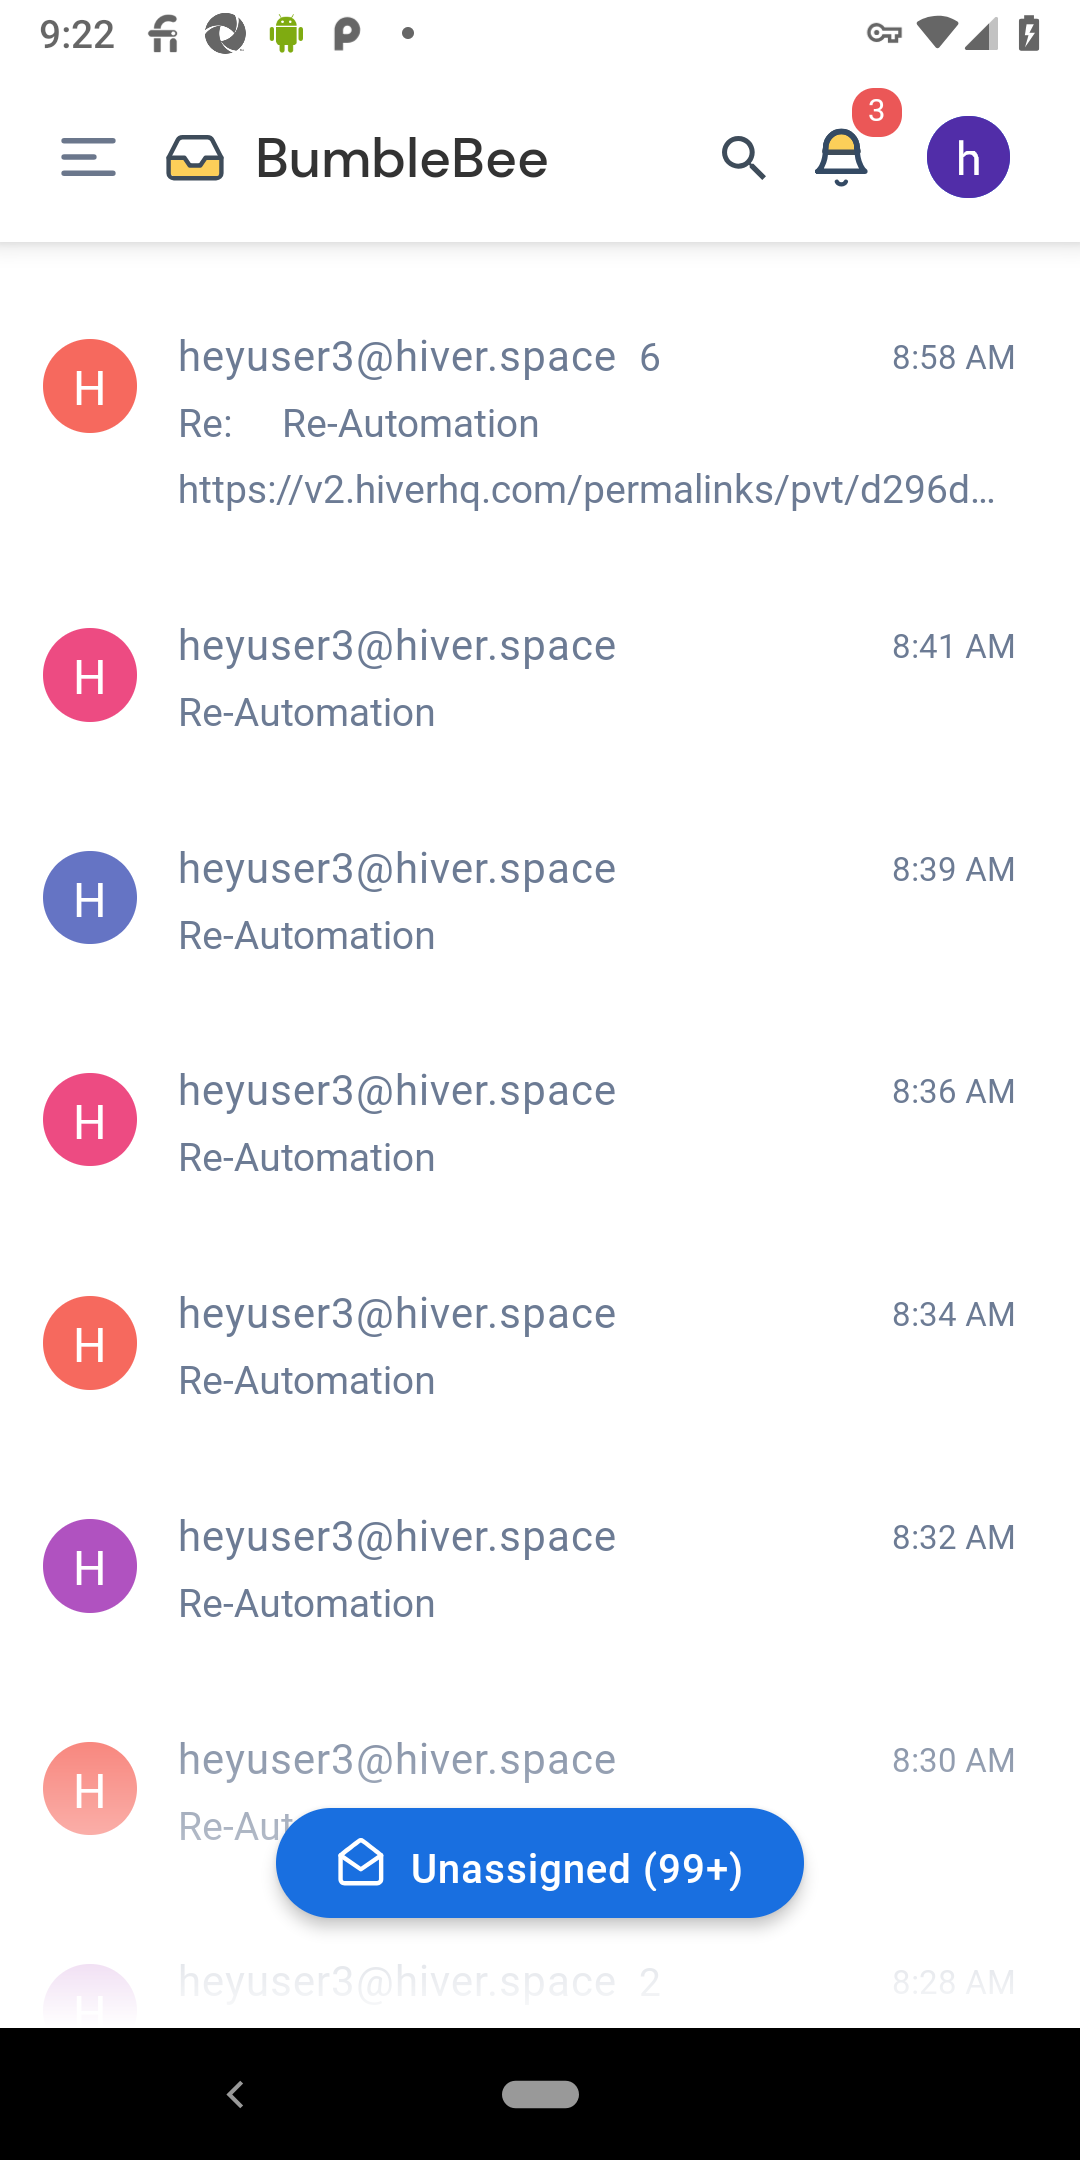 9:22
3
BumbleBee
h
H
heyuser3@hiver.space 6
8:58 AM
Re: Re-Automation
https://v2.hiverhq.com/permalinks/pvt/d296d...
H
heyuser3@hiver.space
8:41 AM
Re-Automation
H
heyuser3@hiver.space
8:39 AM
Re-Automation
H
heyuser3@hiver.space
8:36 AM
Re-Automation
H
heyuser3@hiver.space
8:34 AM
Re-Automation
H
heyuser3@hiver.space
8:32 AM
Re-Automation
H
heyuser3@hiver.space
8:30 AM
Re-Aut
Unassigned (99+)
H
heyuser3@hiver.space 2
8:28 AM